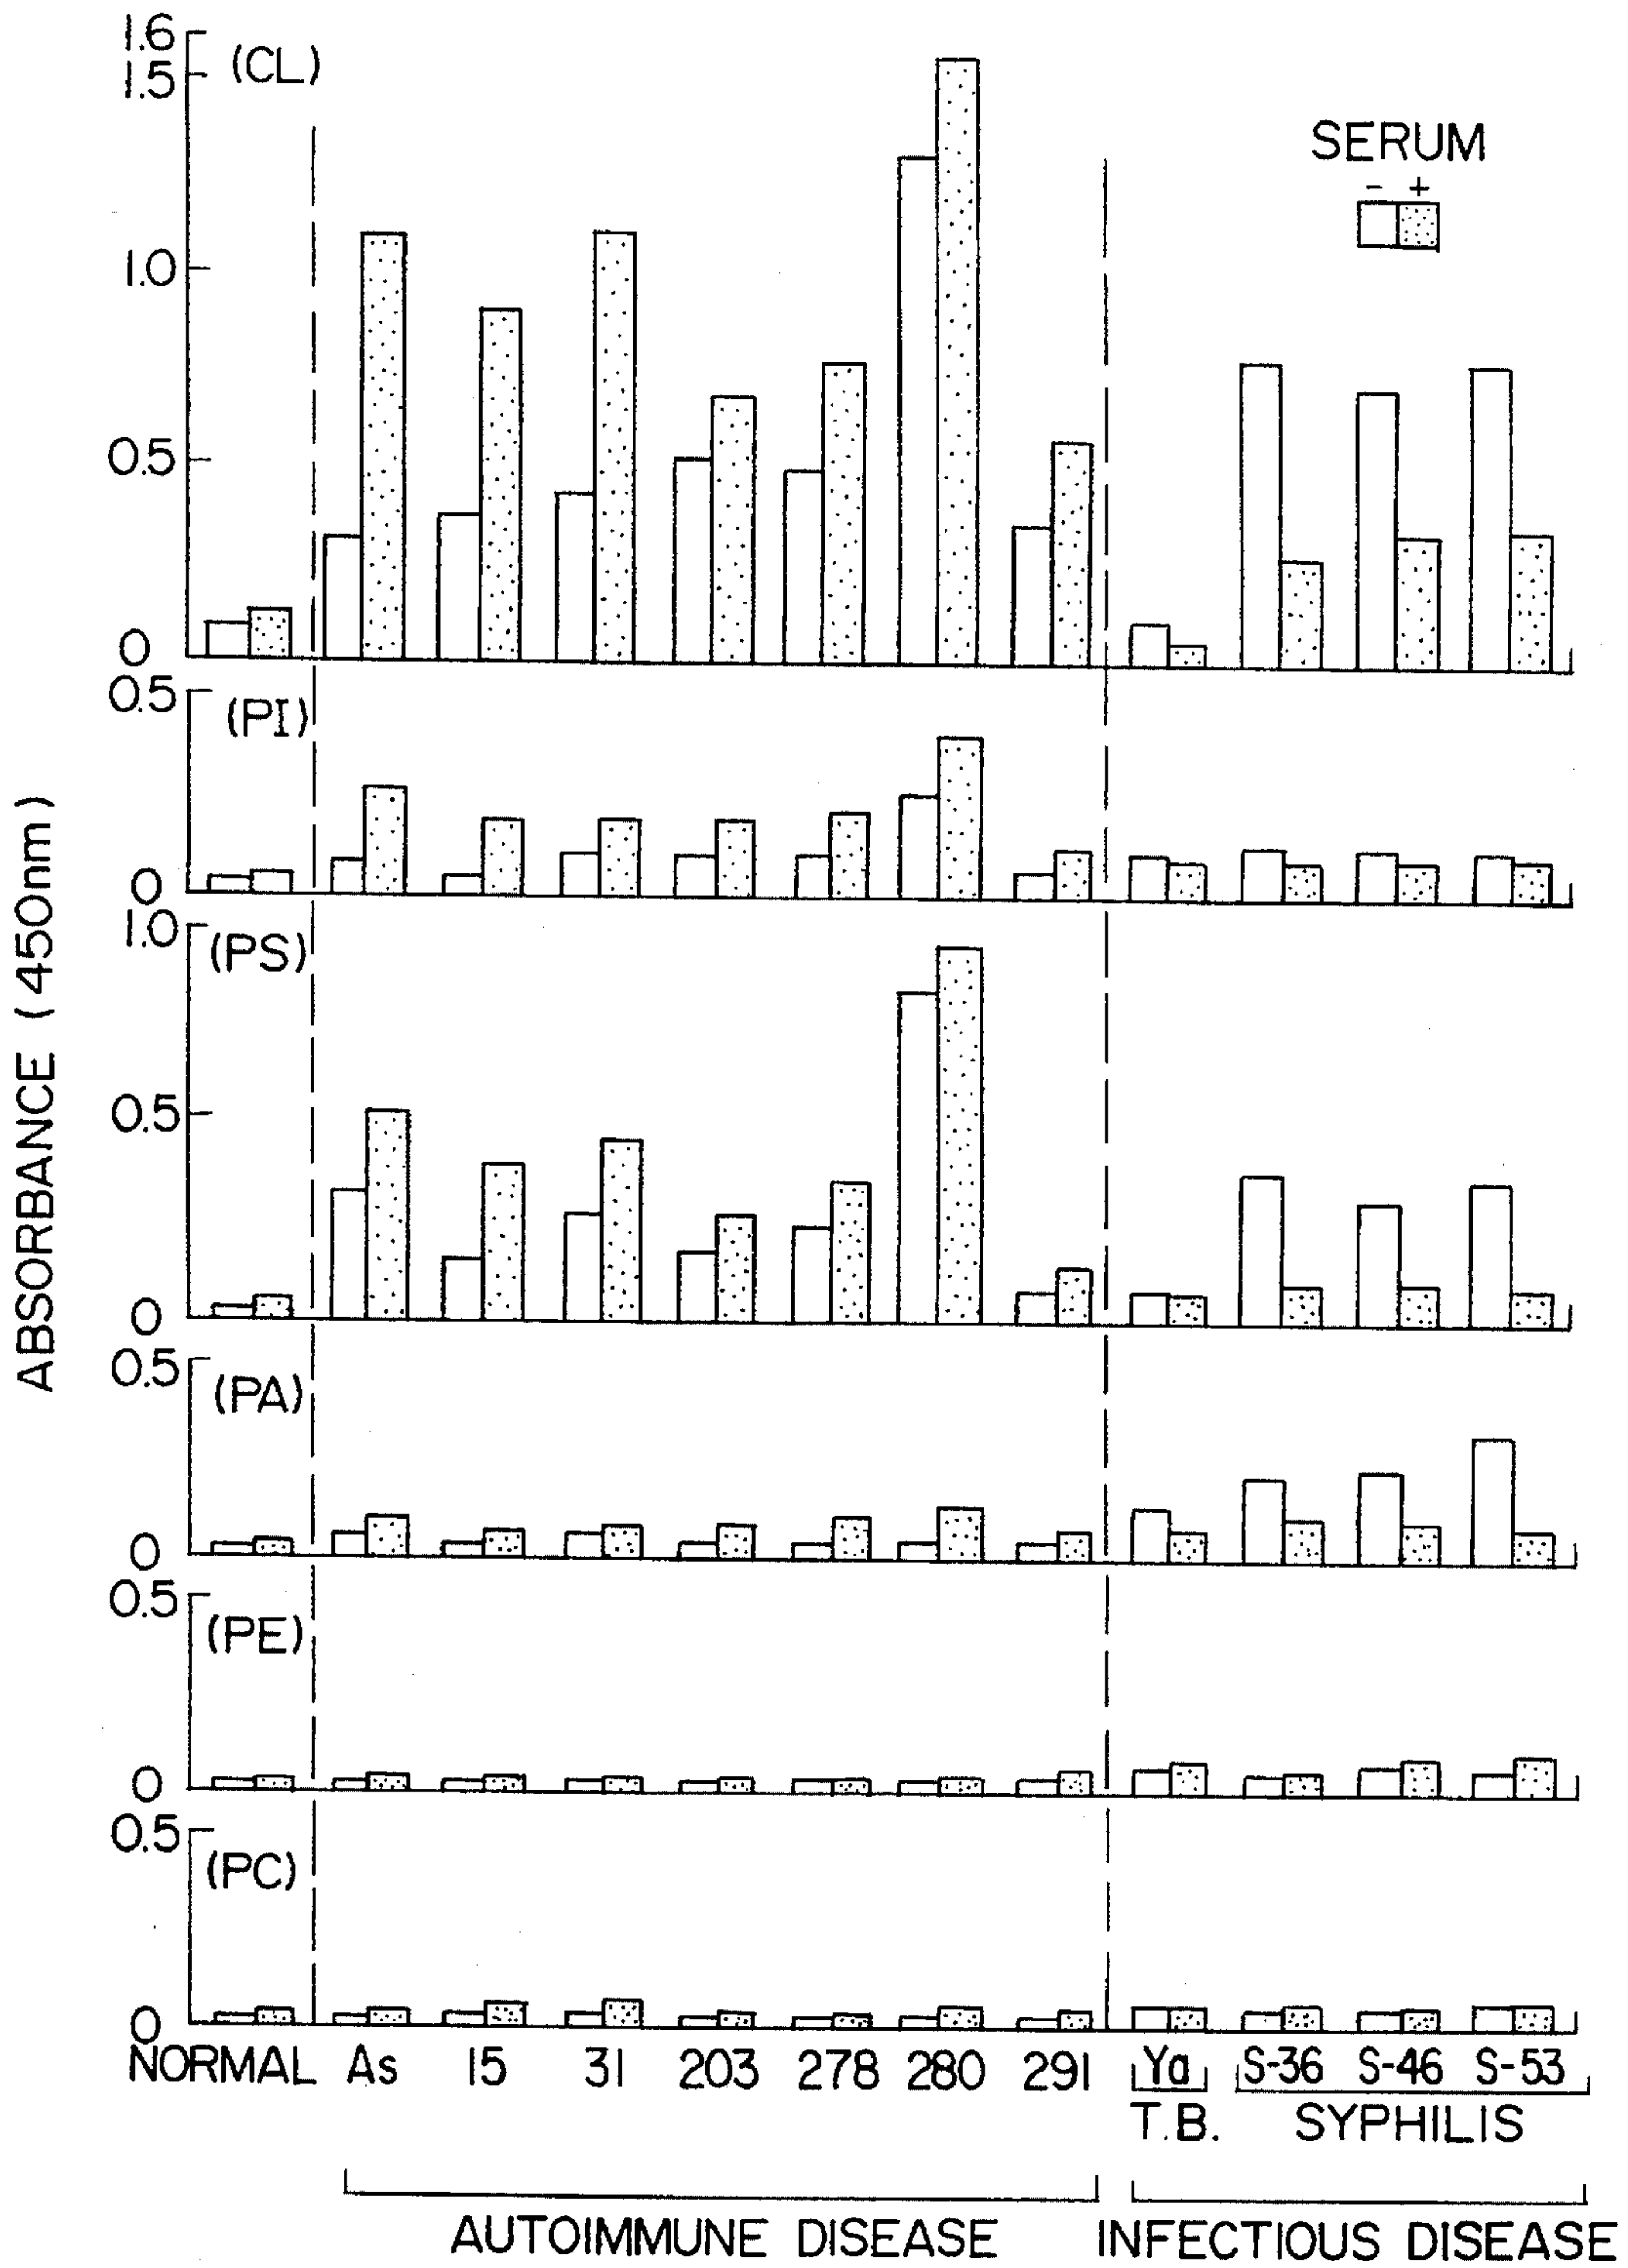 1.6
1.5
(CL)
SERUM
- +
1.0
0.5
0
0.5
(PI)
0
1.0
(PS)
0.5
0
0.5
(PA)
0
0.5
(PE)
0
0.5
(PC)
0
ABSORBANCE (450nm)
NORMAL As 15 31 203 278 280 291 Ya S-36 S-46 S-53
T.B. SYPHILIS
AUTOIMMUNE DISEASE INFECTIOUS DISEASE